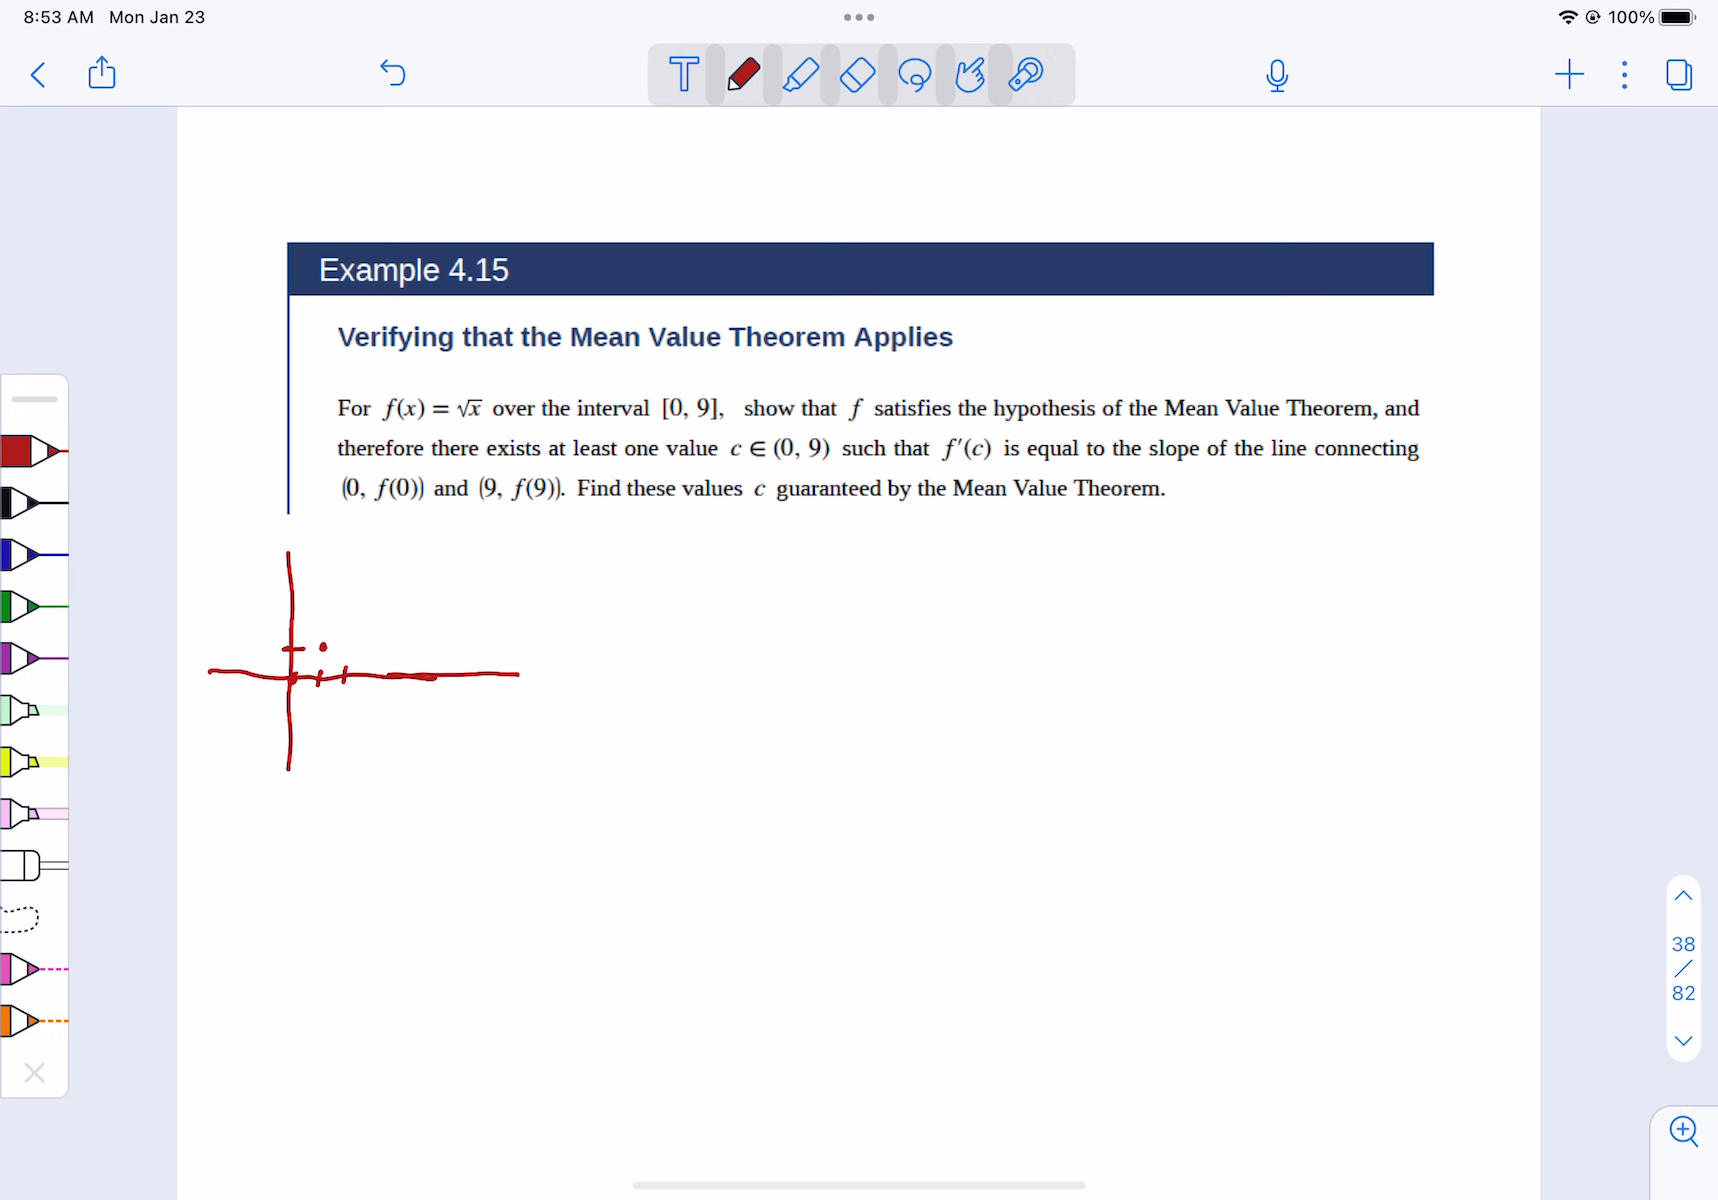 8:53 AM Mon Jan 23
100%
Example 4.15
Verifying that the Mean Value Theorem Applies
For f(x) = √x over the interval [0, 9], show that f satisfies the hypothesis of the Mean Value Theorem, and
therefore there exists at least one value c ∈ (0, 9) such that f′(c) is equal to the slope of the line connecting
(0, f(0)) and (9, f(9)). Find these values c guaranteed by the Mean Value Theorem.
38
/
82